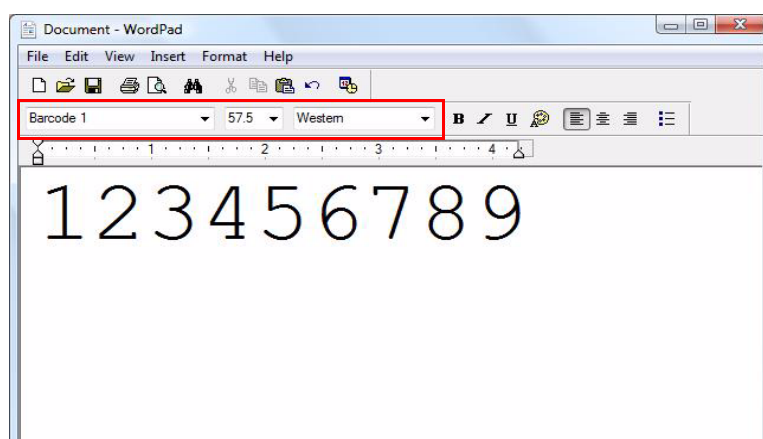 Document - WordPad
File Edit View Insert Format Help
Barcode 1 57.5 Western B U
1 2 3 4
123456789